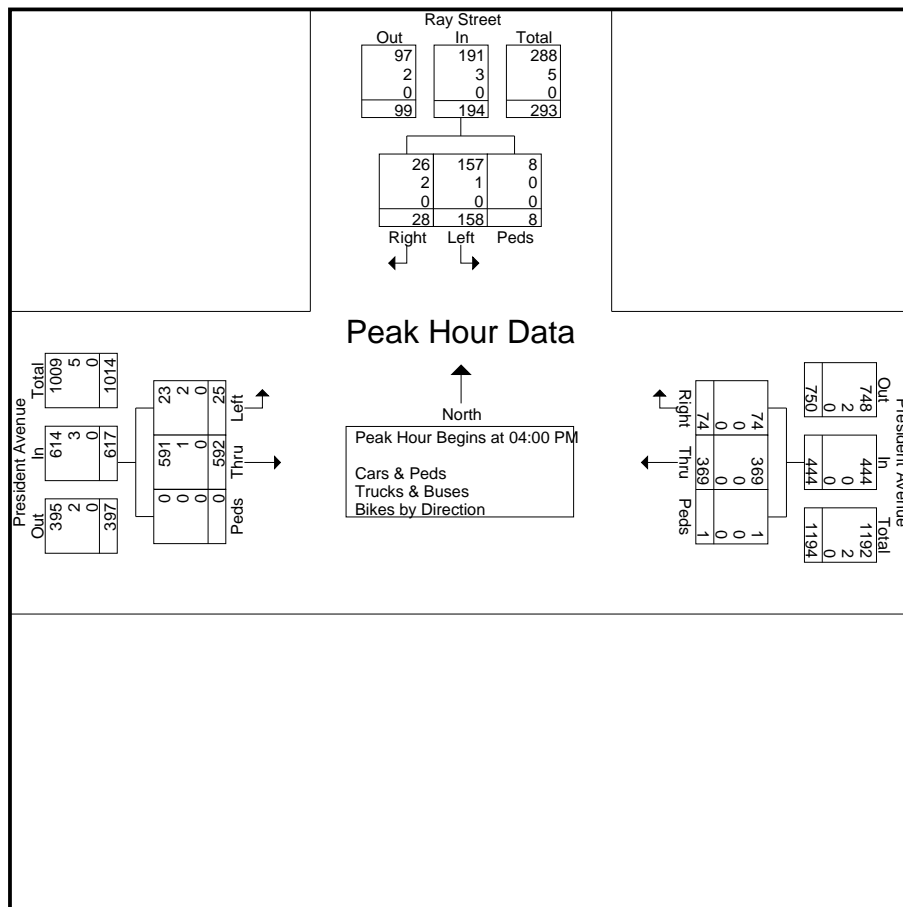 Ray Street
Out In Total
97 191 288
2 3 5
0 0 0
99 194 293
26 157 8
2 1 0
0 0 0
28 158 8
Right Left Peds
Peak Hour Data
North
Peak Hour Begins at 04:00 PM
Cars & Peds
Trucks & Buses
Bikes by Direction
President Avenue
Out In Total
395 614 1009
2 3 5
0 0 0
397 617 1014
Left Thru Peds
23 591 0
2 1 0
0 0 0
25 592 0
Right Thru Peds
74 369 1
0 0 0
0 0 0
74 369 1
President Avenue
Out In Total
748 444 1192
2 0 2
0 0 0
750 444 1194